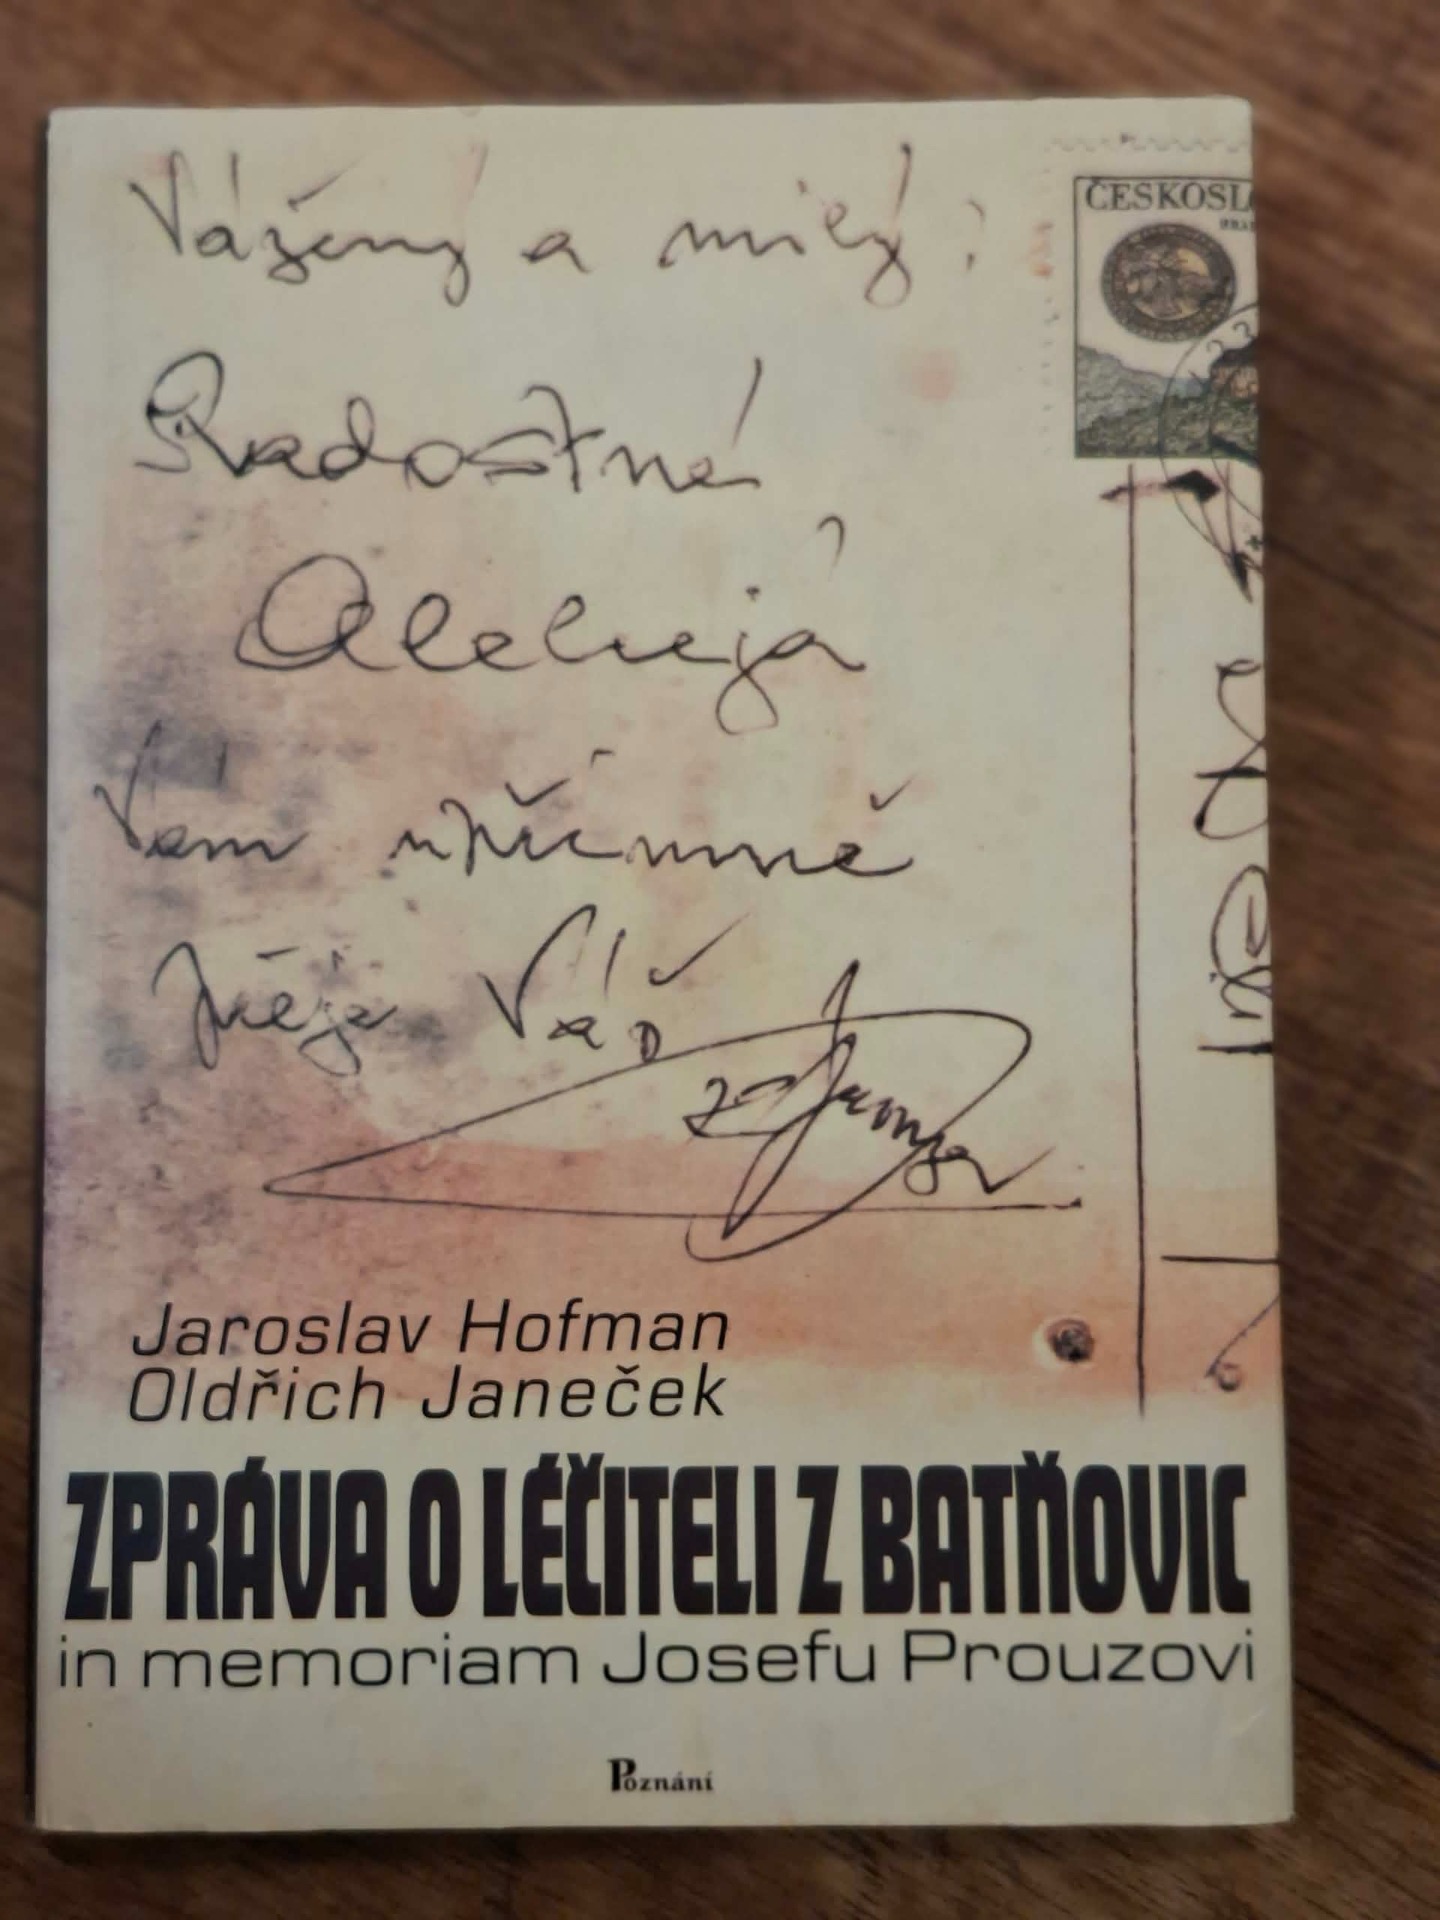 Vážený a milý:
ČESKOSL
Radostné
Aleluja
Vám upřímně
přeje Váš
Jaroslav Hofman
Oldřich Janeček
ZPRÁVA O LÉČITELI Z BATŇOVIC
in memoriam Josefu Prouzovi
Poznání